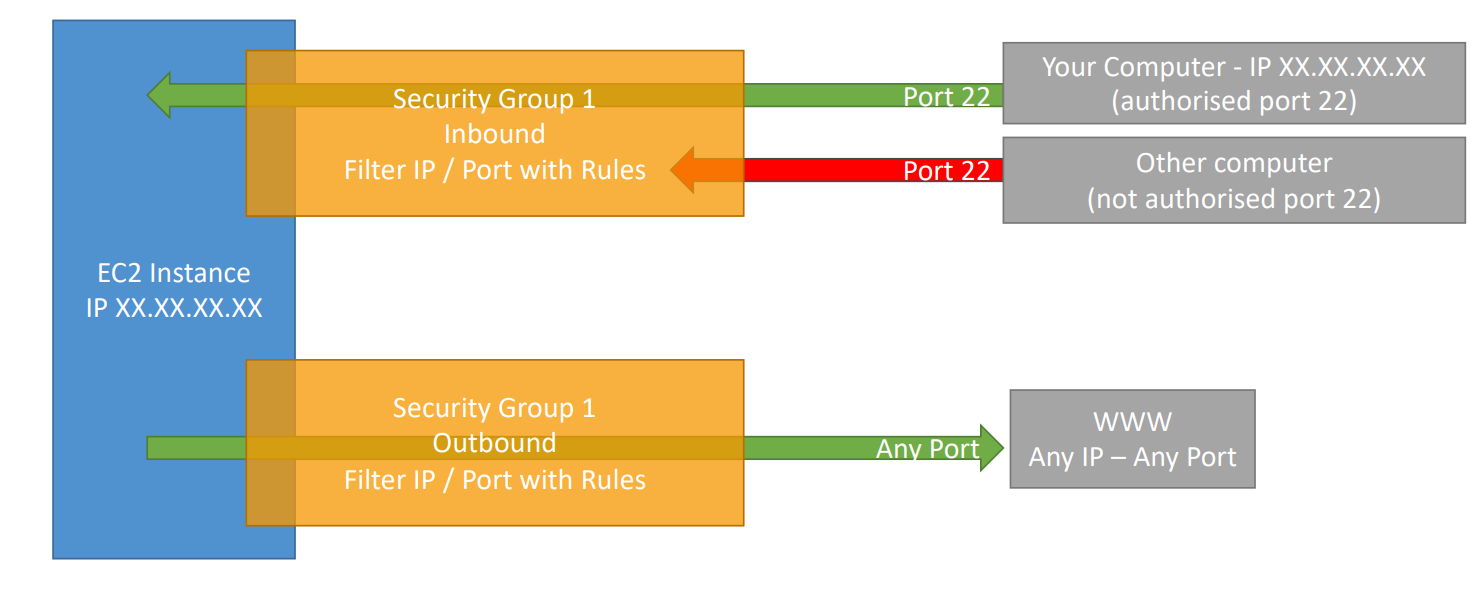 Security Group 1
Inbound
Filter IP / Port with Rules
Port 22
Your Computer - IP XX.XX.XX.XX
(authorised port 22)
Port 22
Other computer
(not authorised port 22)
EC2 Instance
IP XX.XX.XX.XX
Security Group 1
Outbound
Filter IP / Port with Rules
Any Port
WWW
Any IP – Any Port